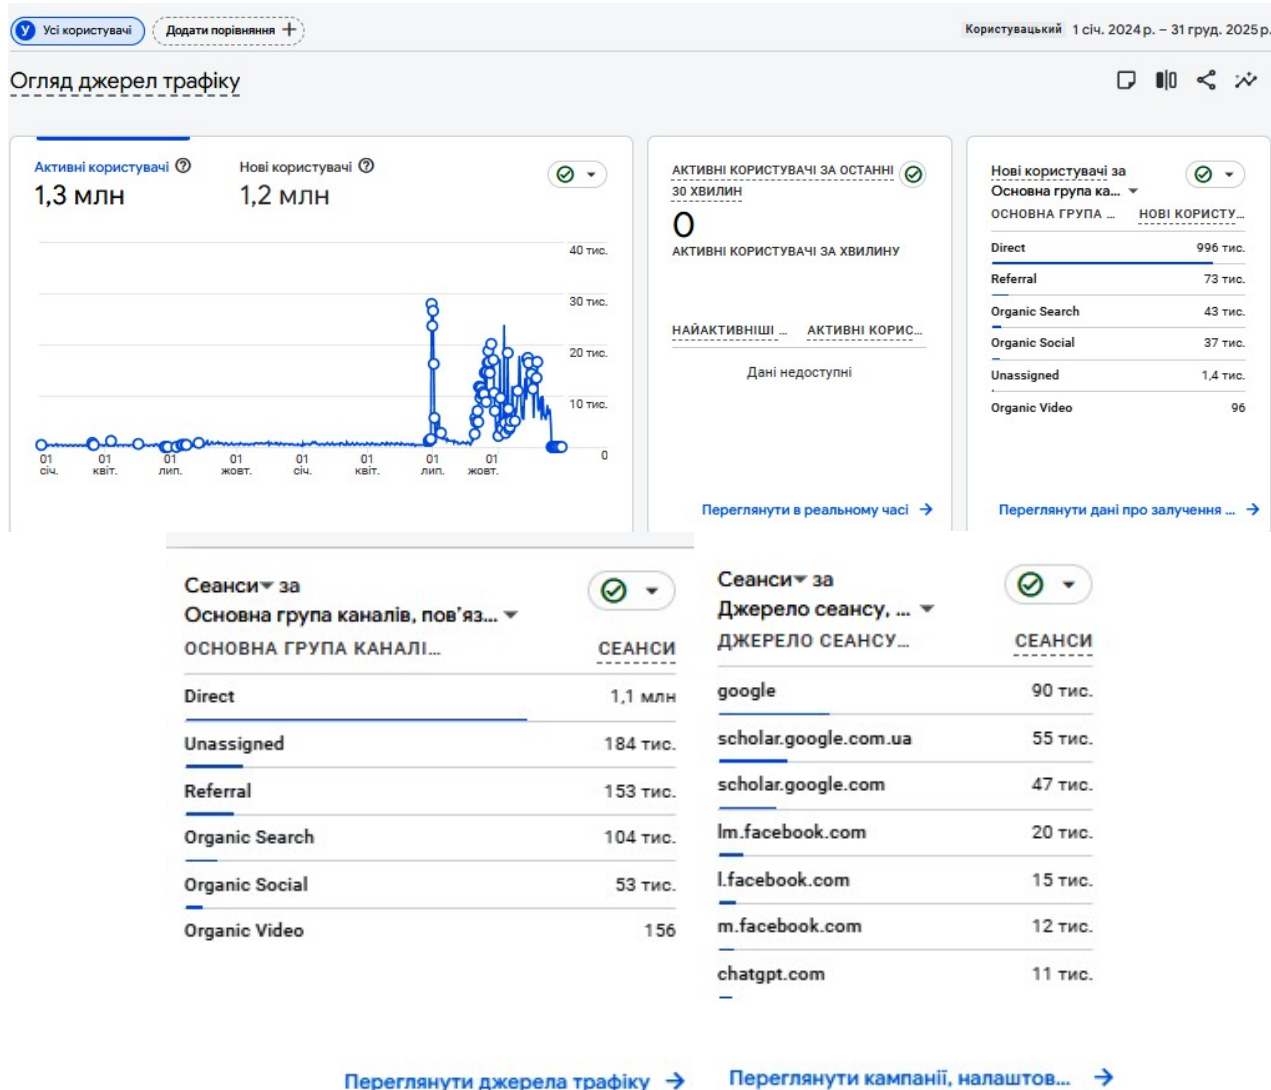 У Усі користувачі Додати порівняння + Користувацький 1 січ. 2024 р. – 31 груд. 2025 р.
Огляд джерел трафіку
Активні користувачі Нові користувачі
1,3 млн 1,2 млн
40 тис.
30 тис.
20 тис.
10 тис.
0
01 01 01 01 01 01 01 01
січ. квіт. лип. жовт. січ. квіт. лип. жовт.
АКТИВНІ КОРИСТУВАЧІ ЗА ОСТАННІ
30 ХВИЛИН
0
АКТИВНІ КОРИСТУВАЧІ ЗА ХВИЛИНУ
НАЙАКТИВНІШІ ... АКТИВНІ КОРИС...
Дані недоступні
Переглянути в реальному часі →
Нові користувачі за
Основна група ка...
ОСНОВНА ГРУПА ... НОВІ КОРИСТУ...
Direct 996 тис.
Referral 73 тис.
Organic Search 43 тис.
Organic Social 37 тис.
Unassigned 1,4 тис.
Organic Video 96
Переглянути дані про залучення ... →
Сеанси за
Основна група каналів, пов’яз...
ОСНОВНА ГРУПА КАНАЛІ... СЕАНСИ
Direct 1,1 млн
Unassigned 184 тис.
Referral 153 тис.
Organic Search 104 тис.
Organic Social 53 тис.
Organic Video 156
Переглянути джерела трафіку →
Сеанси за
Джерело сеансу, ...
ДЖЕРЕЛО СЕАНСУ... СЕАНСИ
google 90 тис.
scholar.google.com.ua 55 тис.
scholar.google.com 47 тис.
lm.facebook.com 20 тис.
l.facebook.com 15 тис.
m.facebook.com 12 тис.
chatgpt.com 11 тис.
Переглянути кампанії, налаштов... →